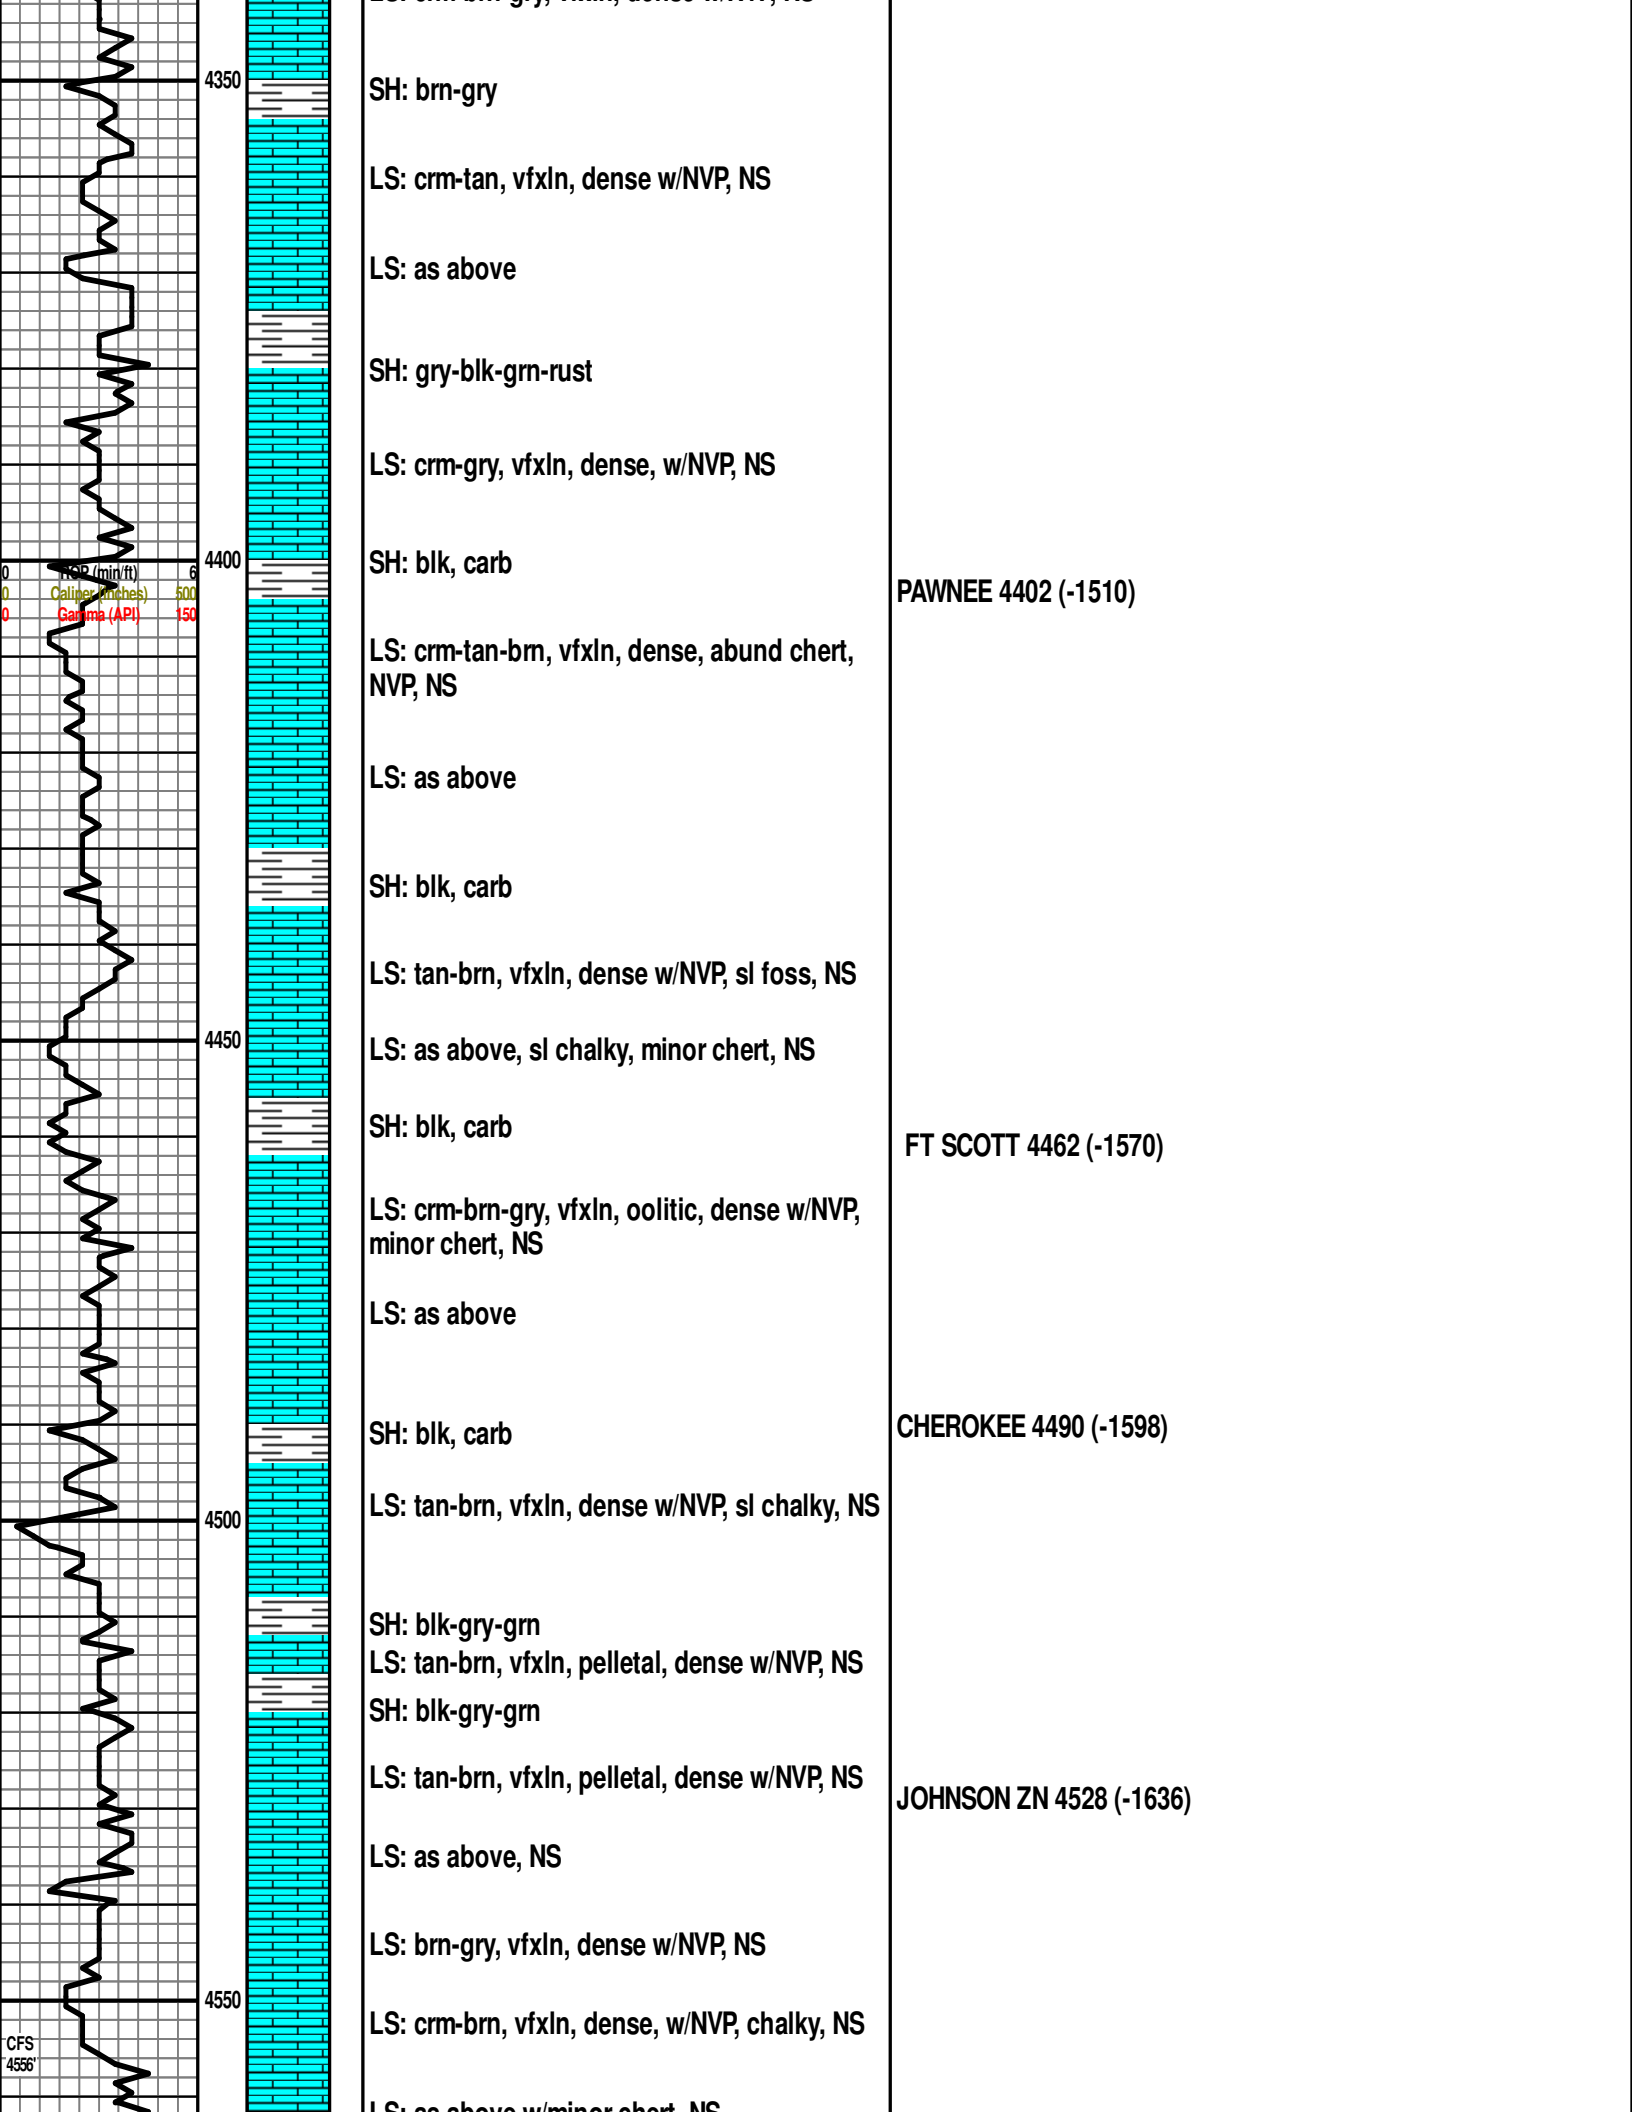 4350
SH: brn-gry
LS: crm-tan, vfxln, dense w/NVP, NS
LS: as above
SH: gry-blk-grn-rust
LS: crm-gry, vfxln, dense, w/NVP, NS
4400
SH: blk, carb
0 ROP (min/ft) 6
0 Caliper (inches) 500
0 Gamma (API) 150
PAWNEE 4402 (-1510)
LS: crm-tan-brn, vfxln, dense, abund chert,
NVP, NS
LS: as above
SH: blk, carb
LS: tan-brn, vfxln, dense w/NVP, sl foss, NS
4450
LS: as above, sl chalky, minor chert, NS
SH: blk, carb
FT SCOTT 4462 (-1570)
LS: crm-brn-gry, vfxln, oolitic, dense w/NVP,
minor chert, NS
LS: as above
CHEROKEE 4490 (-1598)
SH: blk, carb
LS: tan-brn, vfxln, dense w/NVP, sl chalky, NS
4500
SH: blk-gry-grn
LS: tan-brn, vfxln, pelletal, dense w/NVP, NS
SH: blk-gry-grn
LS: tan-brn, vfxln, pelletal, dense w/NVP, NS
JOHNSON ZN 4528 (-1636)
LS: as above, NS
LS: brn-gry, vfxln, dense w/NVP, NS
4550
LS: crm-brn, vfxln, dense, w/NVP, chalky, NS
CFS
4556'
LS: as above w/minor chert, NS